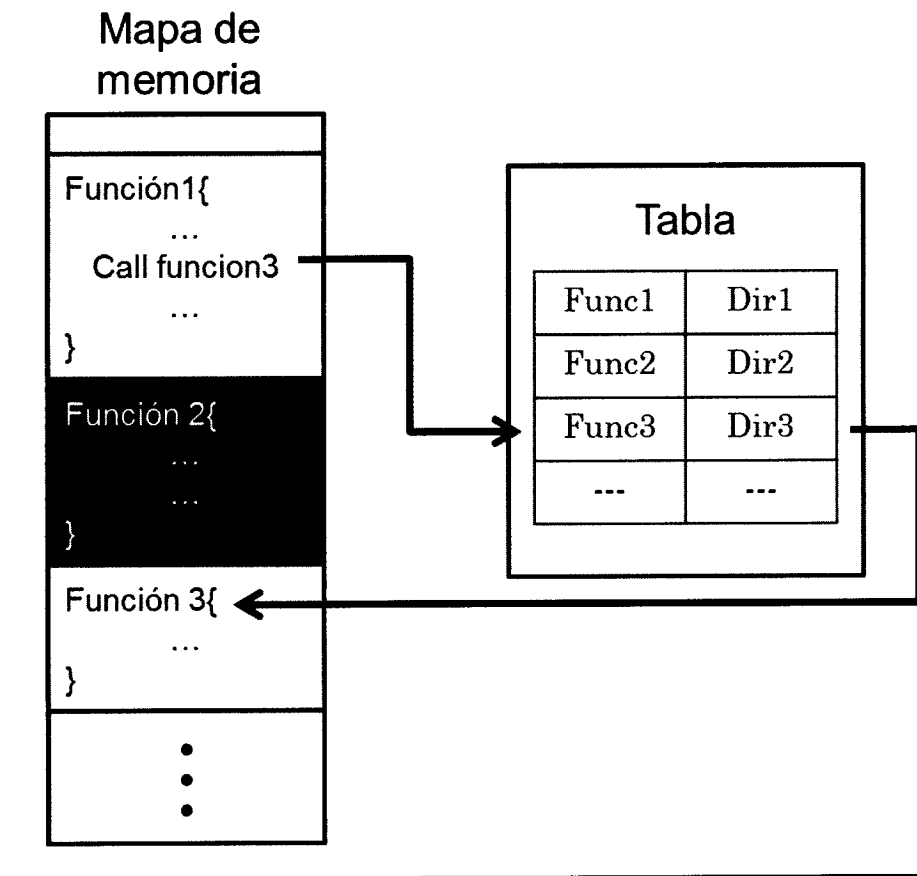 Mapa de
memoria
Función1{
...
Call funcion3
...
}
Función 2{
...
...
}
Función 3{
...
}
Tabla
Func1 Dir1
Func2 Dir2
Func3 Dir3
--- ---